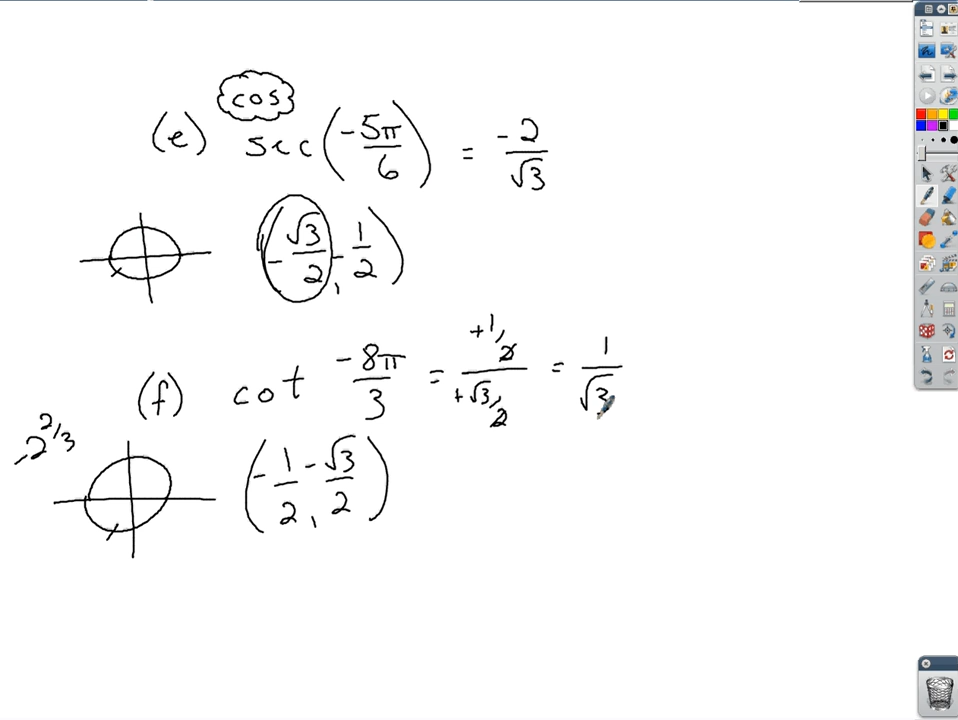 cos
(e) sec(-5π/6) = -2/√3
(-√3/2, -1/2)
(f) cot -8π/3 = +1/2 / +√3/2 = 1/√3
-2 2/3
(-1/2, -√3/2)